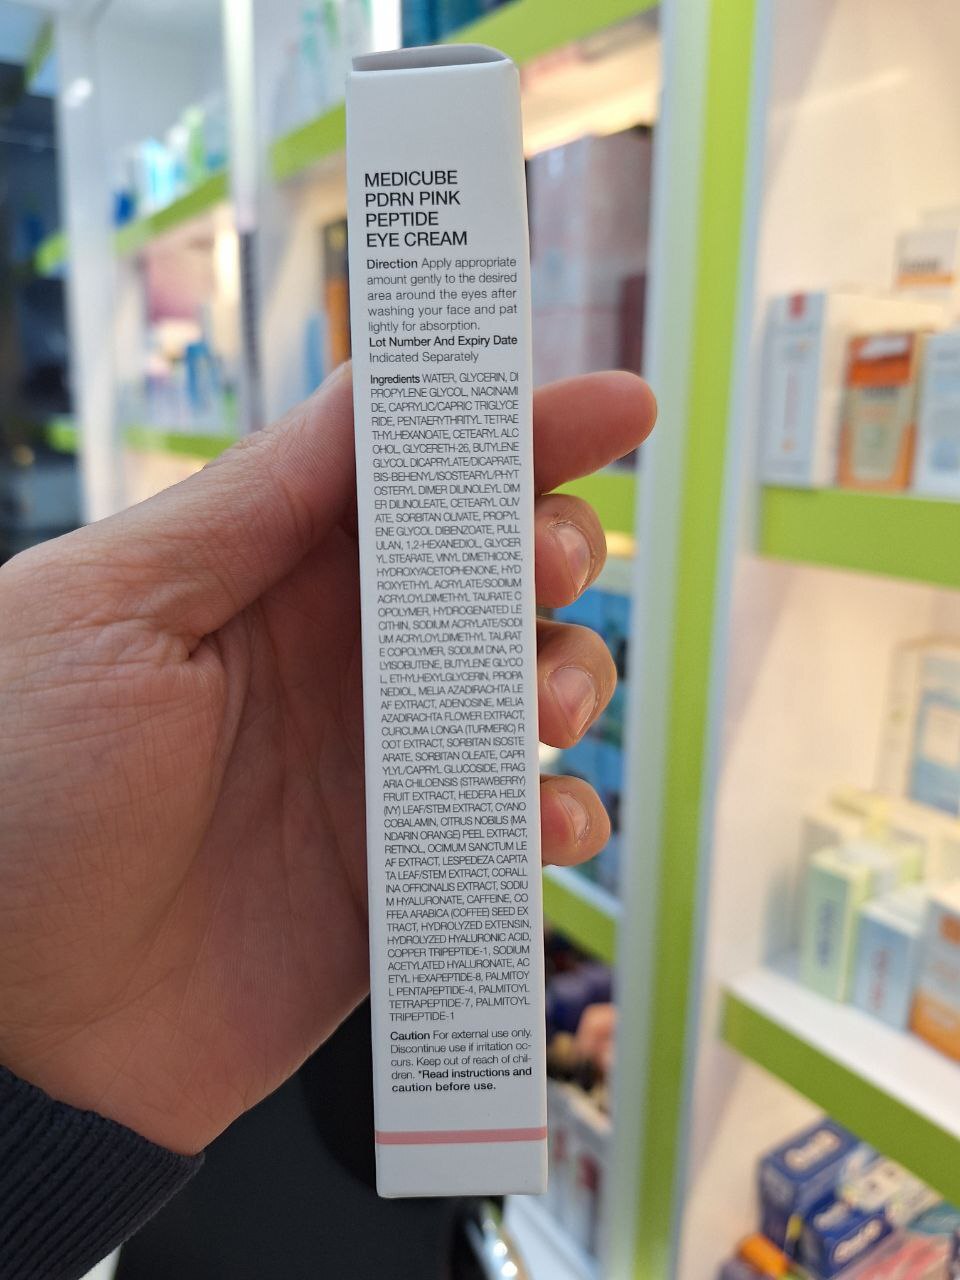 MEDICUBE
PDRN PINK
PEPTIDE
EYE CREAM
Direction Apply appropriate
amount gently to the desired
area around the eyes after
washing your face and pat
lightly for absorption.
Lot Number And Expiry Date
Indicated Separately
Ingredients WATER, GLYCERIN, DI
PROPYLENE GLYCOL, NIACINAMI
DE, CAPRYLIC/CAPRIC TRIGLYCE
RIDE, PENTAERYTHRITYL TETRAE
THYLHEXANOATE, CETEARYL ALC
OHOL, GLYCERETH-26, BUTYLENE
GLYCOL DICAPRYLATE/DICAPRATE,
BIS-BEHENYL/ISOSTEARYL/PHYT
OSTERYL DIMER DILINOLEYL DIM
ER DILINOLEATE, CETEARYL OLIV
ATE, SORBITAN OLIVATE, PROPYL
ENE GLYCOL DIBENZOATE, PULL
ULAN, 1,2-HEXANEDIOL, GLYCER
YL STEARATE, VINYL DIMETHICONE,
HYDROXYACETOPHENONE, HYD
ROXYETHYL ACRYLATE/SODIUM
ACRYLOYLDIMETHYL TAURATE C
OPOLYMER, HYDROGENATED LE
CITHIN, SODIUM ACRYLATE/SODI
UM ACRYLOYLDIMETHYL TAURAT
E COPOLYMER, SODIUM DNA, PO
LYISOBUTENE, BUTYLENE GLYCO
L, ETHYLHEXYLGLYCERIN, PROPA
NEDIOL, MELIA AZADIRACHTA LE
AF EXTRACT, ADENOSINE, MELIA
AZADIRACHTA FLOWER EXTRACT,
CURCUMA LONGA (TURMERIC) R
OOT EXTRACT, SORBITAN ISOSTE
ARATE, SORBITAN OLEATE, CAPR
YLYL/CAPRYL GLUCOSIDE, FRAG
ARIA CHILOENSIS (STRAWBERRY)
FRUIT EXTRACT, HEDERA HELIX
(IVY) LEAF/STEM EXTRACT, CYANO
COBALAMIN, CITRUS NOBILIS (MA
NDARIN ORANGE) PEEL EXTRACT,
RETINOL, OCIMUM SANCTUM LE
AF EXTRACT, LESPEDEZA CAPITA
TA LEAF/STEM EXTRACT, CORALL
INA OFFICINALIS EXTRACT, SODIU
M HYALURONATE, CAFFEINE, CO
FFEA ARABICA (COFFEE) SEED EX
TRACT, HYDROLYZED EXTENSIN,
HYDROLYZED HYALURONIC ACID,
COPPER TRIPEPTIDE-1, SODIUM
ACETYLATED HYALURONATE, AC
ETYL HEXAPEPTIDE-8, PALMITOY
L PENTAPEPTIDE-4, PALMITOYL
TETRAPEPTIDE-7, PALMITOYL
TRIPEPTIDE-1
Caution For external use only.
Discontinue use if irritation oc-
curs. Keep out of reach of chil-
dren. *Read instructions and
caution before use.